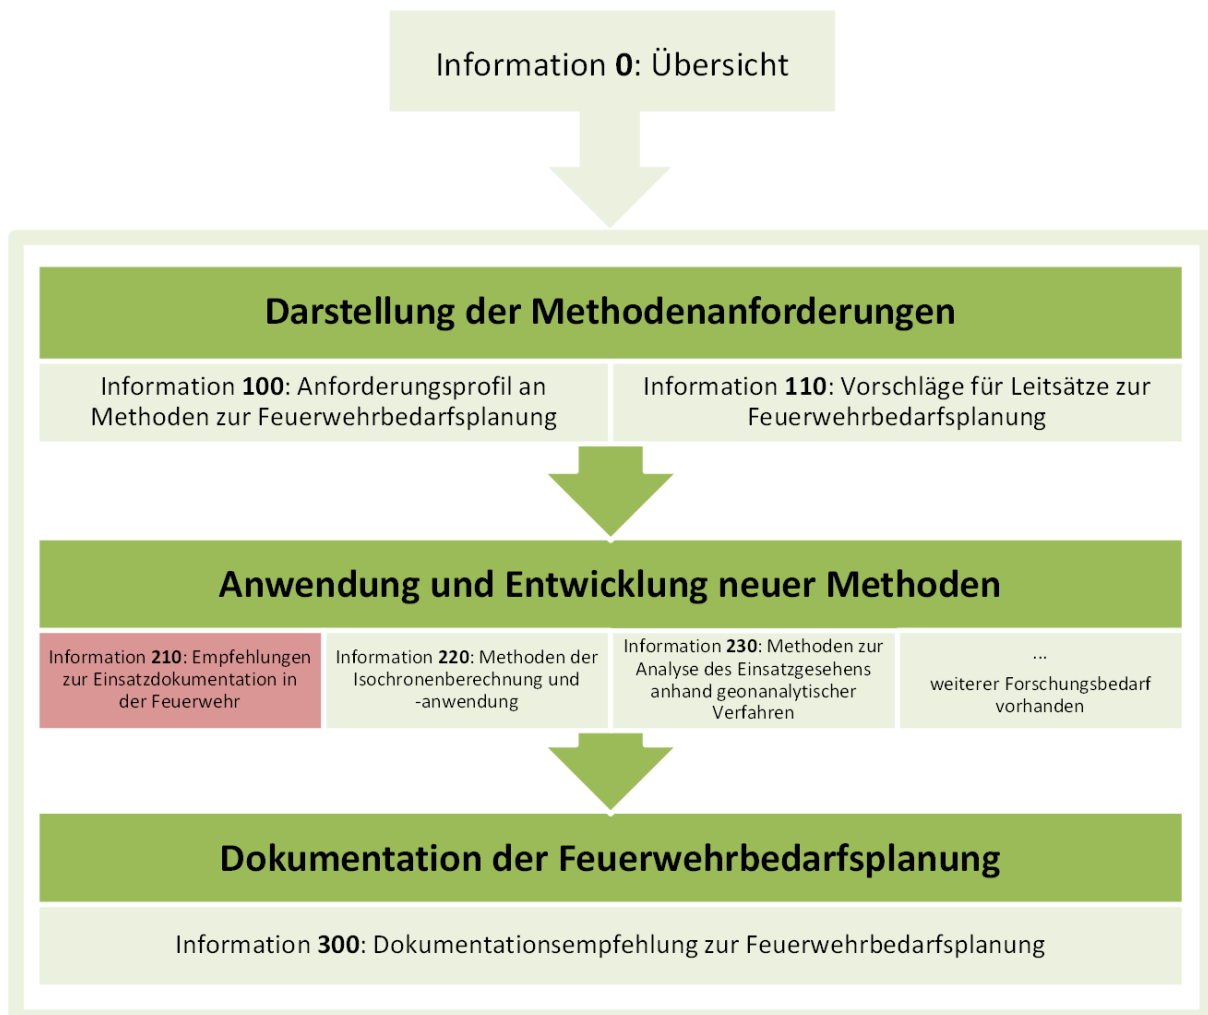 Information 0: Übersicht
Darstellung der Methodenanforderungen
Information 100: Anforderungsprofil an
Methoden zur Feuerwehrbedarfsplanung
Information 110: Vorschläge für Leitsätze zur
Feuerwehrbedarfsplanung
Anwendung und Entwicklung neuer Methoden
Information 210: Empfehlungen
zur Einsatzdokumentation in
der Feuerwehr
Information 220: Methoden der
Isochronenberechnung und
-anwendung
Information 230: Methoden zur
Analyse des Einsatzgesehens
anhand geonanalytischer
Verfahren
...
weiterer Forschungsbedarf
vorhanden
Dokumentation der Feuerwehrbedarfsplanung
Information 300: Dokumentationsempfehlung zur Feuerwehrbedarfsplanung